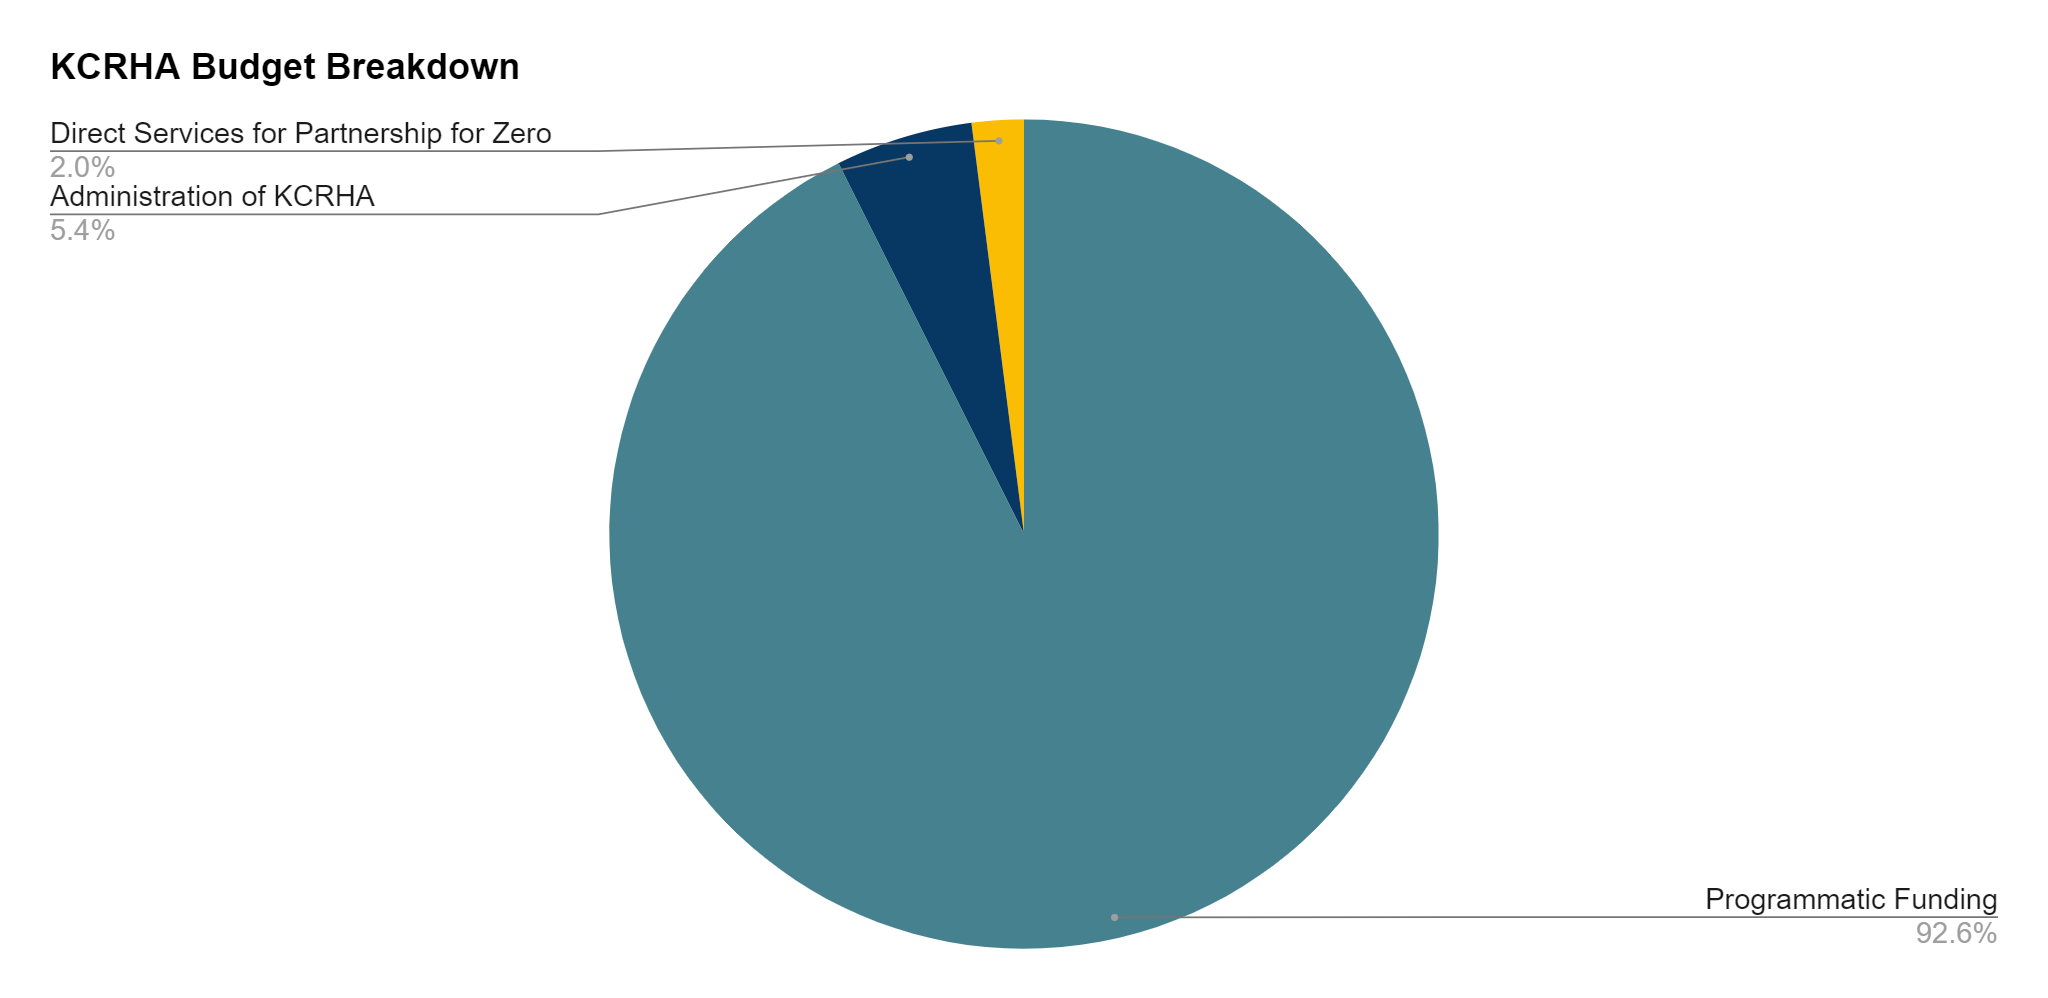 KCRHA Budget Breakdown
Direct Services for Partnership for Zero
2.0%
Administration of KCRHA
5.4%
Programmatic Funding
92.6%